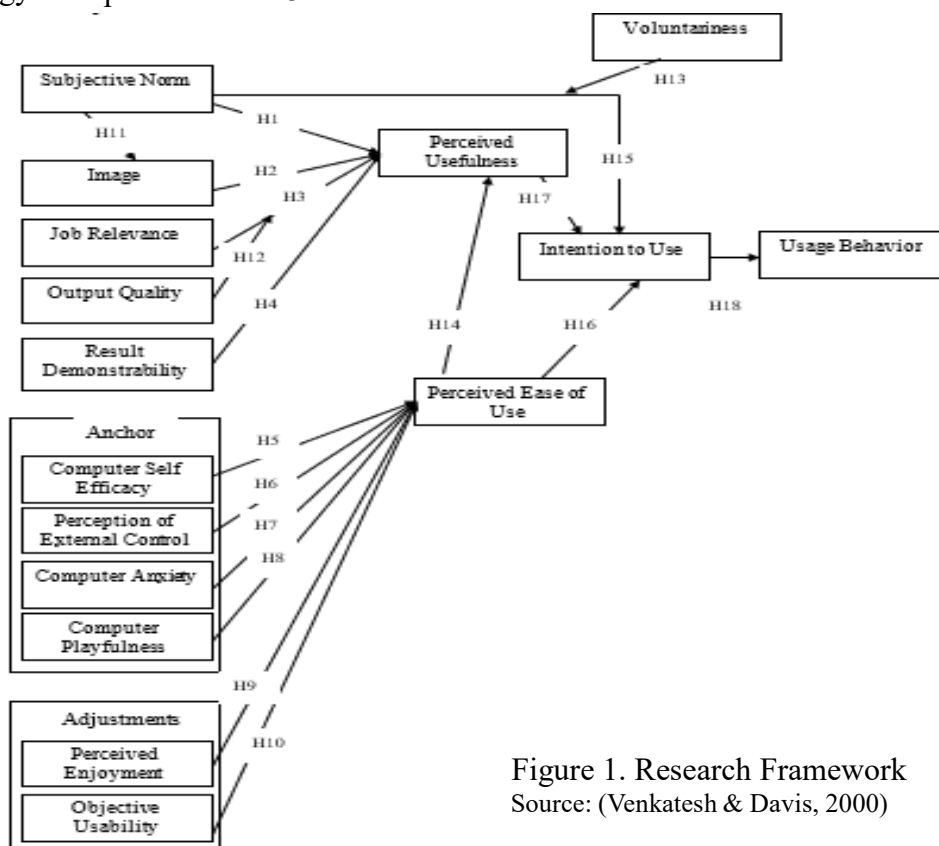 Voluntariness
Subjective Norm
H13
H1
H11
Perceived
Usefulness
H15
Image
H2
H3
H17
Job Relevance
H12
Intention to Use
Usage Behavior
Output Quality
H4
H18
H14
H16
Result
Demonstrability
Perceived Ease of
Use
Anchor
H5
Computer Self
Efficacy
H6
Perception of
External Control
H7
H8
Computer Anxiety
Computer
Playfulness
H9
Adjustments
H10
Perceived
Enjoyment
Objective
Usability
Figure 1. Research Framework
Source: (Venkatesh & Davis, 2000)